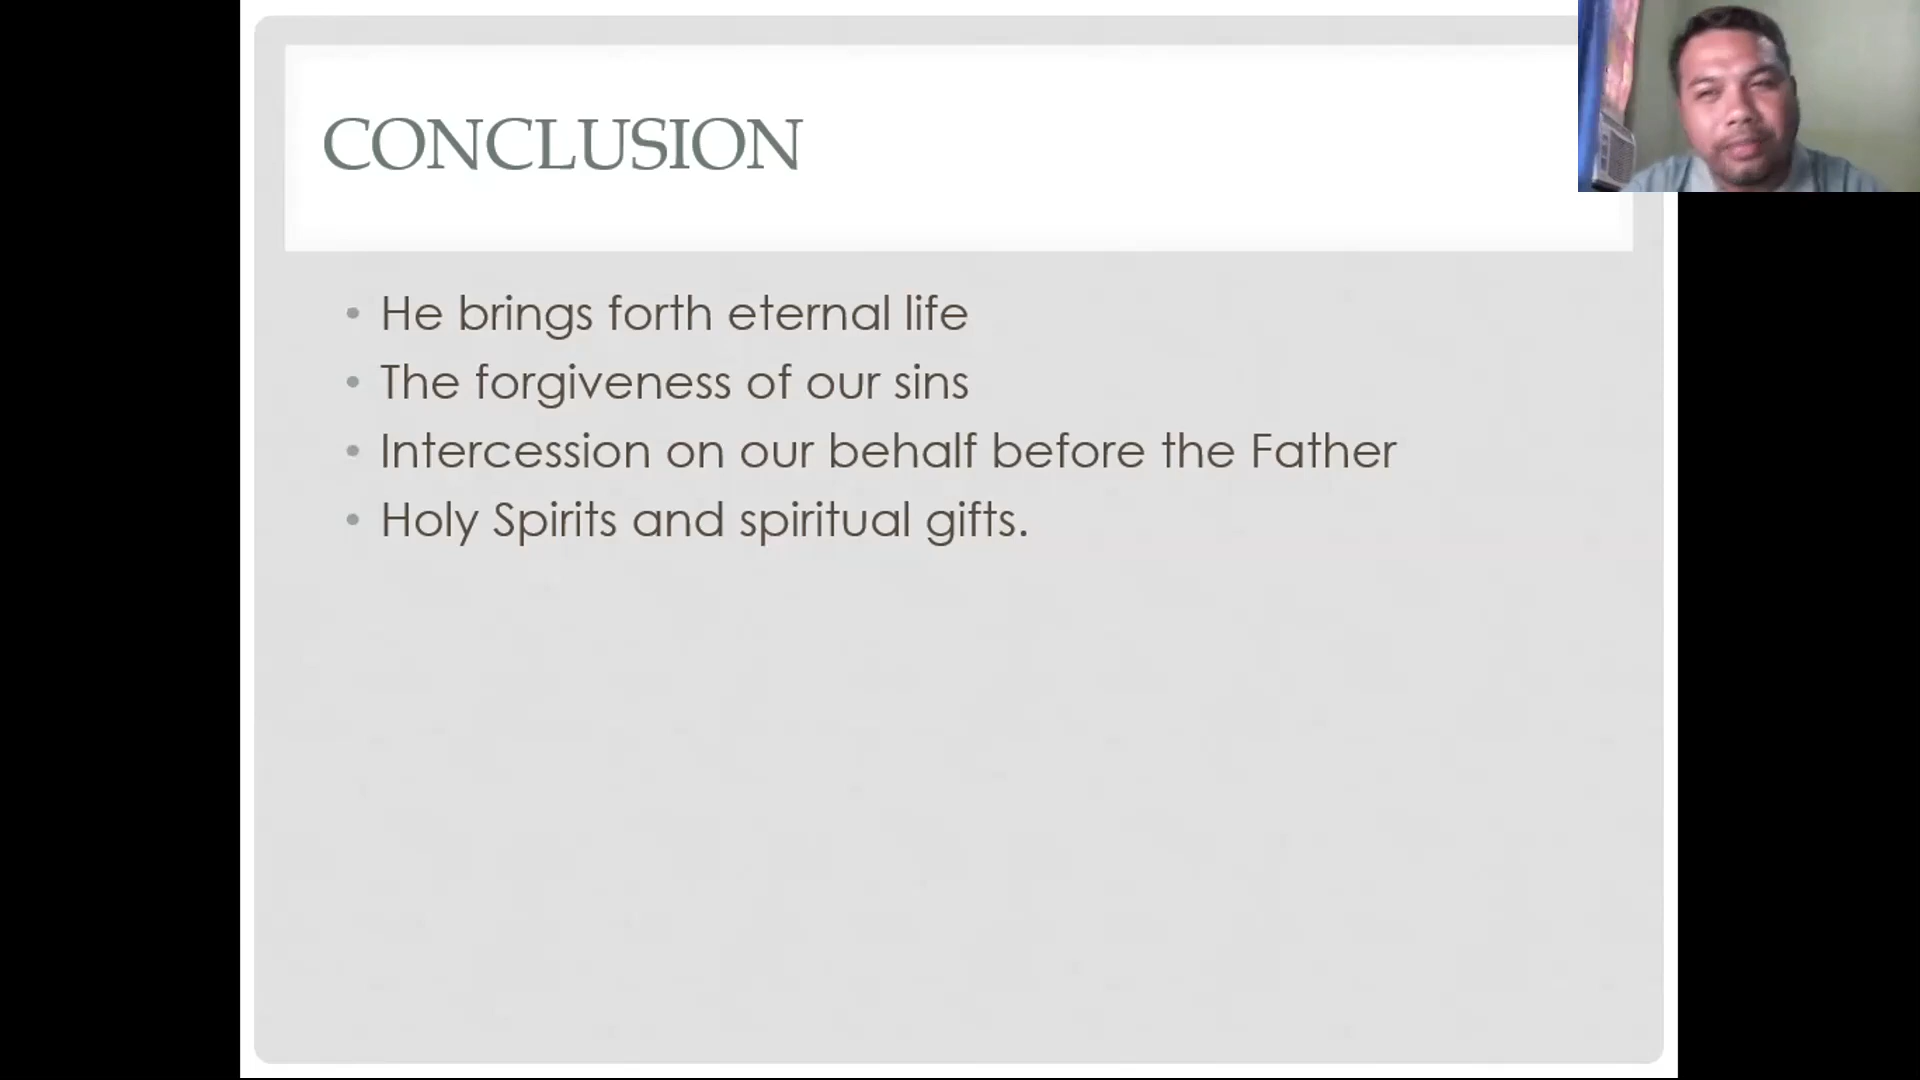 CONCLUSION
• He brings forth eternal life
• The forgiveness of our sins
• Intercession on our behalf before the Father
• Holy Spirits and spiritual gifts.